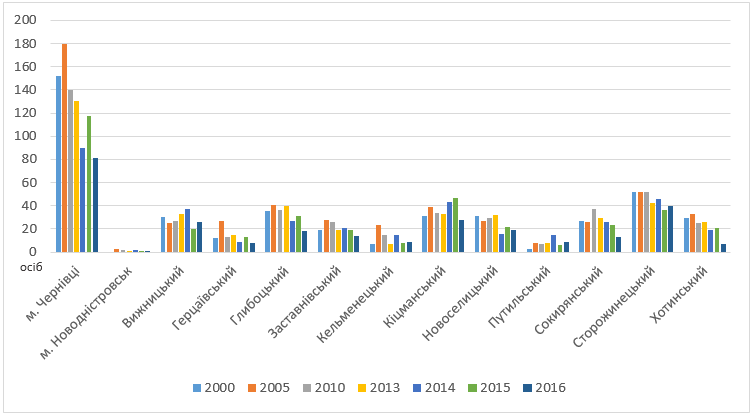 200
180
160
140
120
100
80
60
40
20
0
осіб
м. Чернівці
м. Новодністровськ
Вижницький
Герцаївський
Глибоцький
Заставнівський
Кельменецький
Кіцманський
Новоселицький
Путильський
Сокирянський
Сторожинецький
Хотинський
2000 2005 2010 2013 2014 2015 2016